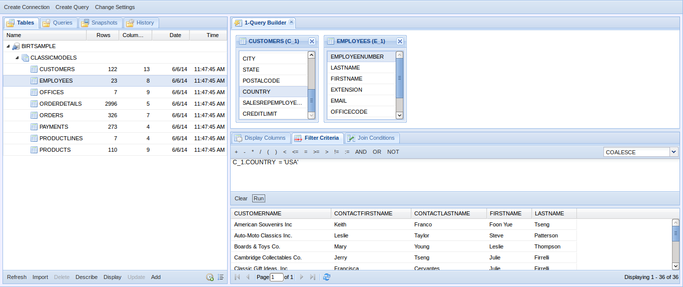 Create Connection Create Query Change Settings
Tables Queries Snapshots History
Name Rows Colum... Date Time
BIRTSAMPLE
CLASSICMODELS
CUSTOMERS 122 13 6/6/14 11:47:45 AM
EMPLOYEES 23 8 6/6/14 11:47:45 AM
OFFICES 7 9 6/6/14 11:47:45 AM
ORDERDETAILS 2996 5 6/6/14 11:47:45 AM
ORDERS 326 7 6/6/14 11:47:45 AM
PAYMENTS 273 4 6/6/14 11:47:45 AM
PRODUCTLINES 7 4 6/6/14 11:47:45 AM
PRODUCTS 110 9 6/6/14 11:47:45 AM
Refresh Import Delete Describe Display Update Add
1-Query Builder
CUSTOMERS (C_1)
CITY
STATE
POSTALCODE
COUNTRY
SALESREPEMPLOYE...
CREDITLIMIT
EMPLOYEES (E_1)
EMPLOYEENUMBER
LASTNAME
FIRSTNAME
EXTENSION
EMAIL
OFFICECODE
Display Columns Filter Criteria Join Conditions
+ - * / ( ) < <= = >= > != := AND OR NOT COALESCE
C_1.COUNTRY = 'USA'
Clear Run
CUSTOMERNAME CONTACTFIRSTNAME CONTACTLASTNAME FIRSTNAME LASTNAME
American Souvenirs Inc Keith Franco Foon Yue Tseng
Auto-Moto Classics Inc. Leslie Taylor Steve Patterson
Boards & Toys Co. Mary Young Leslie Thompson
Cambridge Collectables Co. Jerry Tseng Julie Firrelli
Classic Gift Ideas, Inc Francisca Cervantes Julie Firrelli
Page 1 of 1 Displaying 1 - 36 of 36